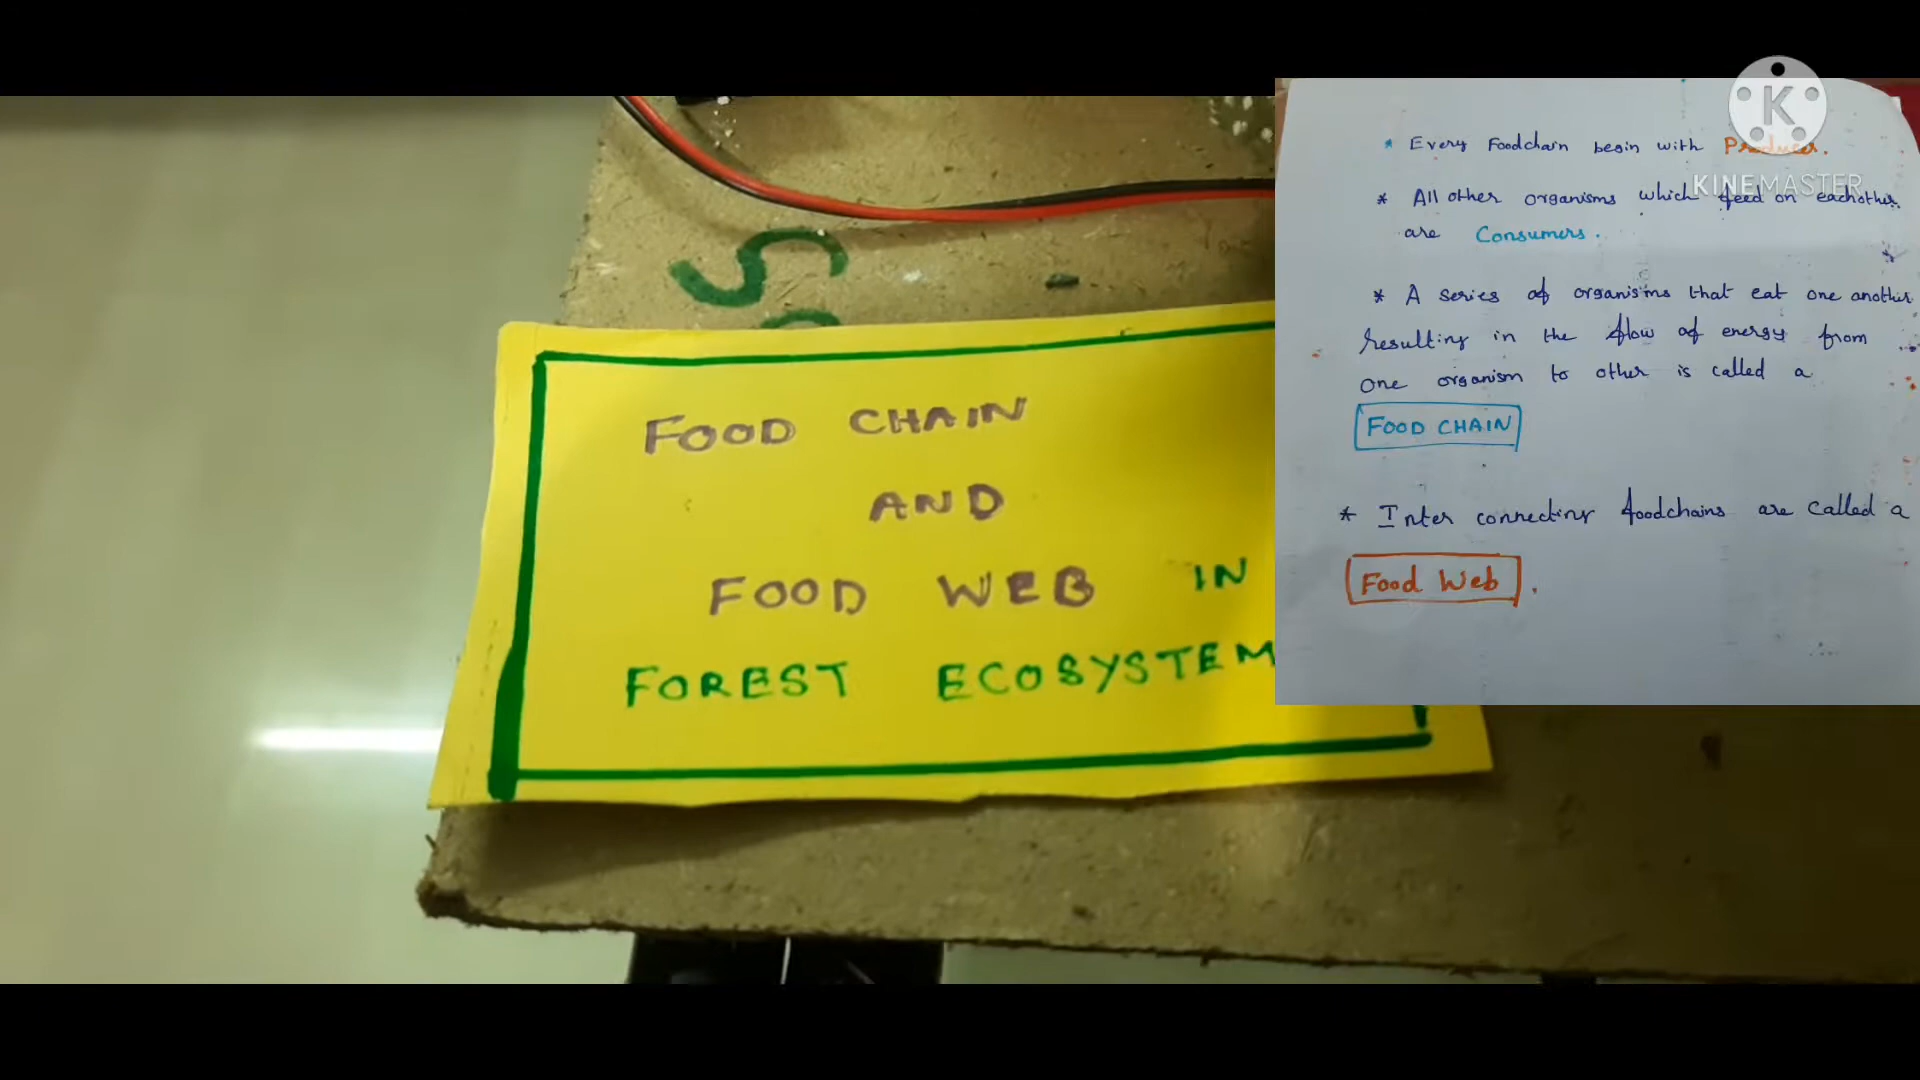 FOOD CHAIN
AND
FOOD WEB IN
FOREST ECOSYSTEM
* Every Foodchain begin with Producer.
KINEMASTER
* All other organisms which feed on eachother
are Consumers.
* A series of organisms that eat one another
resulting in the flow of energy from
one organism to other is called a
FOOD CHAIN
* Inter connecting foodchains are called a
Food Web.